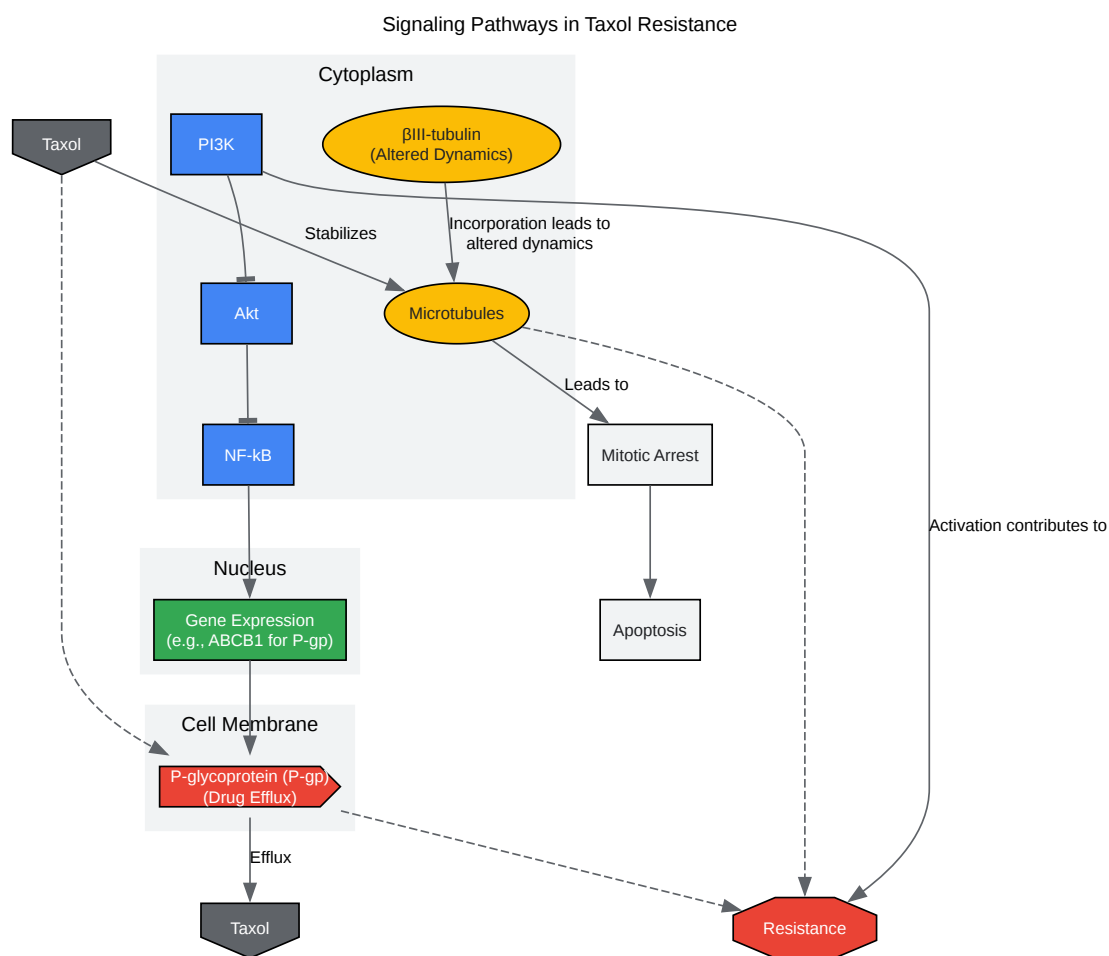 Signaling Pathways in Taxol Resistance
Cytoplasm
Taxol
PI3K
βIII-tubulin
(Altered Dynamics)
Stabilizes
Incorporation leads to
altered dynamics
Akt
Microtubules
Leads to
NF-kB
Mitotic Arrest
Activation contributes to
Nucleus
Gene Expression
(e.g., ABCB1 for P-gp)
Apoptosis
Cell Membrane
P-glycoprotein (P-gp)
(Drug Efflux)
Efflux
Taxol
Resistance